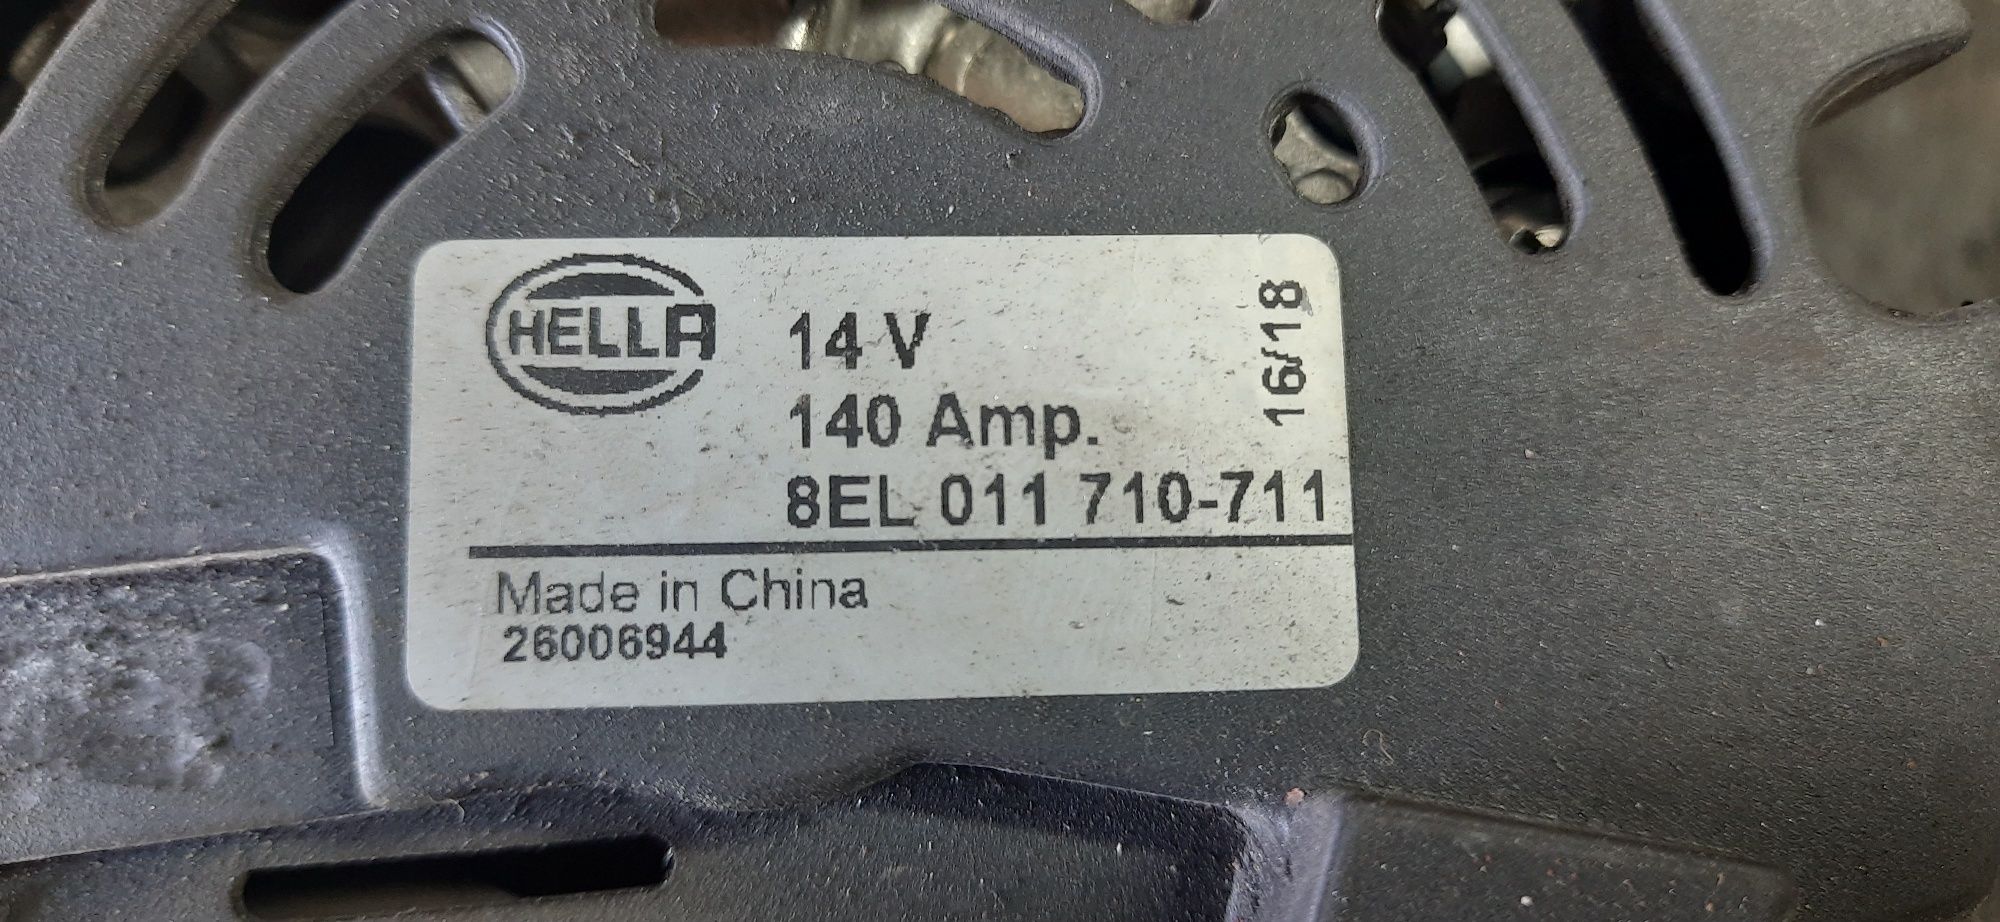 HELLA
14 V
16/18
140 Amp.
8EL 011 710-711
Made in China
26006944